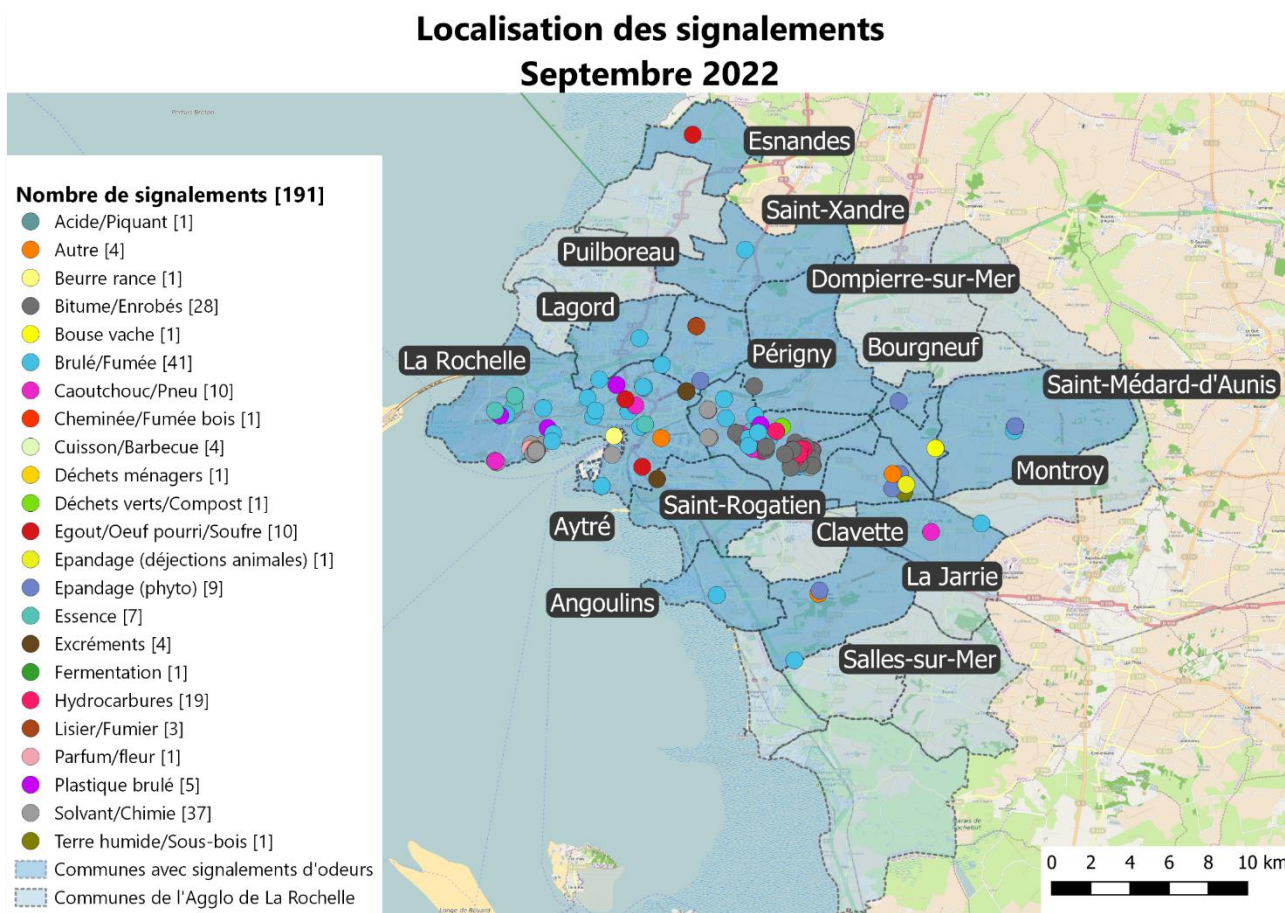 Localisation des signalements
Septembre 2022
Nombre de signalements [191]
Acide/Piquant [1]
Autre [4]
Beurre rance [1]
Bitume/Enrobés [28]
Bouse vache [1]
Brulé/Fumée [41]
Caoutchouc/Pneu [10]
Cheminée/Fumée bois [1]
Cuisson/Barbecue [4]
Déchets ménagers [1]
Déchets verts/Compost [1]
Egout/Oeuf pourri/Soufre [10]
Epandage (déjections animales) [1]
Epandage (phyto) [9]
Essence [7]
Excréments [4]
Fermentation [1]
Hydrocarbures [19]
Lisier/Fumier [3]
Parfum/fleur [1]
Plastique brulé [5]
Solvant/Chimie [37]
Terre humide/Sous-bois [1]
Communes avec signalements d'odeurs
Communes de l'Agglo de La Rochelle
Pertuis Breton
Esnandes
Saint-Xandre
Puilboreau
Dompierre-sur-Mer
Lagord
Périgny
Bourgneuf
La Rochelle
Saint-Médard-d'Aunis
Montroy
Saint-Rogatien
Aytré
Clavette
La Jarrie
Angoulins
Salles-sur-Mer
0 2 4 6 8 10 km